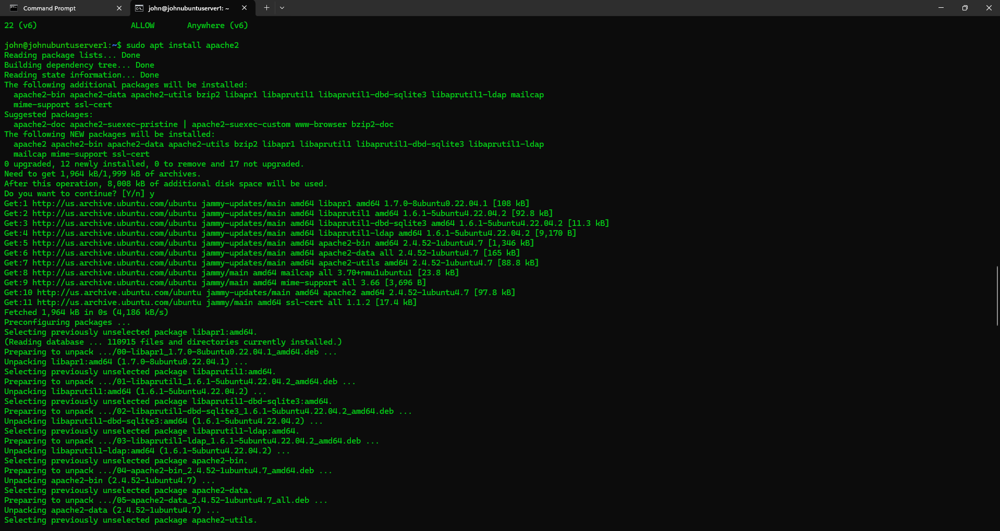 Command Prompt
john@johnubuntuserver1: ~
22 (v6) ALLOW Anywhere (v6)
john@johnubuntuserver1:~$ sudo apt install apache2
Reading package lists... Done
Building dependency tree... Done
Reading state information... Done
The following additional packages will be installed:
apache2-bin apache2-data apache2-utils bzip2 libapr1 libaprutil1 libaprutil1-dbd-sqlite3 libaprutil1-ldap mailcap
mime-support ssl-cert
Suggested packages:
apache2-doc apache2-suexec-pristine | apache2-suexec-custom www-browser bzip2-doc
The following NEW packages will be installed:
apache2 apache2-bin apache2-data apache2-utils bzip2 libapr1 libaprutil1 libaprutil1-dbd-sqlite3 libaprutil1-ldap
mailcap mime-support ssl-cert
0 upgraded, 12 newly installed, 0 to remove and 17 not upgraded.
Need to get 1,964 kB/1,999 kB of archives.
After this operation, 8,008 kB of additional disk space will be used.
Do you want to continue? [Y/n] y
Get:1 http://us.archive.ubuntu.com/ubuntu jammy-updates/main amd64 libapr1 amd64 1.7.0-8ubuntu0.22.04.1 [108 kB]
Get:2 http://us.archive.ubuntu.com/ubuntu jammy-updates/main amd64 libaprutil1 amd64 1.6.1-5ubuntu4.22.04.2 [92.8 kB]
Get:3 http://us.archive.ubuntu.com/ubuntu jammy-updates/main amd64 libaprutil1-dbd-sqlite3 amd64 1.6.1-5ubuntu4.22.04.2 [11.3 kB]
Get:4 http://us.archive.ubuntu.com/ubuntu jammy-updates/main amd64 libaprutil1-ldap amd64 1.6.1-5ubuntu4.22.04.2 [9,170 B]
Get:5 http://us.archive.ubuntu.com/ubuntu jammy-updates/main amd64 apache2-bin amd64 2.4.52-1ubuntu4.7 [1,346 kB]
Get:6 http://us.archive.ubuntu.com/ubuntu jammy-updates/main amd64 apache2-data all 2.4.52-1ubuntu4.7 [165 kB]
Get:7 http://us.archive.ubuntu.com/ubuntu jammy-updates/main amd64 apache2-utils amd64 2.4.52-1ubuntu4.7 [88.8 kB]
Get:8 http://us.archive.ubuntu.com/ubuntu jammy/main amd64 mailcap all 3.70+nmu1ubuntu1 [23.8 kB]
Get:9 http://us.archive.ubuntu.com/ubuntu jammy/main amd64 mime-support all 3.66 [3,696 B]
Get:10 http://us.archive.ubuntu.com/ubuntu jammy-updates/main amd64 apache2 amd64 2.4.52-1ubuntu4.7 [97.8 kB]
Get:11 http://us.archive.ubuntu.com/ubuntu jammy/main amd64 ssl-cert all 1.1.2 [17.4 kB]
Fetched 1,964 kB in 0s (4,186 kB/s)
Preconfiguring packages ...
Selecting previously unselected package libapr1:amd64.
(Reading database ... 110915 files and directories currently installed.)
Preparing to unpack .../00-libapr1_1.7.0-8ubuntu0.22.04.1_amd64.deb ...
Unpacking libapr1:amd64 (1.7.0-8ubuntu0.22.04.1) ...
Selecting previously unselected package libaprutil1:amd64.
Preparing to unpack .../01-libaprutil1_1.6.1-5ubuntu4.22.04.2_amd64.deb ...
Unpacking libaprutil1:amd64 (1.6.1-5ubuntu4.22.04.2) ...
Selecting previously unselected package libaprutil1-dbd-sqlite3:amd64.
Preparing to unpack .../02-libaprutil1-dbd-sqlite3_1.6.1-5ubuntu4.22.04.2_amd64.deb ...
Unpacking libaprutil1-dbd-sqlite3:amd64 (1.6.1-5ubuntu4.22.04.2) ...
Selecting previously unselected package libaprutil1-ldap:amd64.
Preparing to unpack .../03-libaprutil1-ldap_1.6.1-5ubuntu4.22.04.2_amd64.deb ...
Unpacking libaprutil1-ldap:amd64 (1.6.1-5ubuntu4.22.04.2) ...
Selecting previously unselected package apache2-bin.
Preparing to unpack .../04-apache2-bin_2.4.52-1ubuntu4.7_amd64.deb ...
Unpacking apache2-bin (2.4.52-1ubuntu4.7) ...
Selecting previously unselected package apache2-data.
Preparing to unpack .../05-apache2-data_2.4.52-1ubuntu4.7_all.deb ...
Unpacking apache2-data (2.4.52-1ubuntu4.7) ...
Selecting previously unselected package apache2-utils.